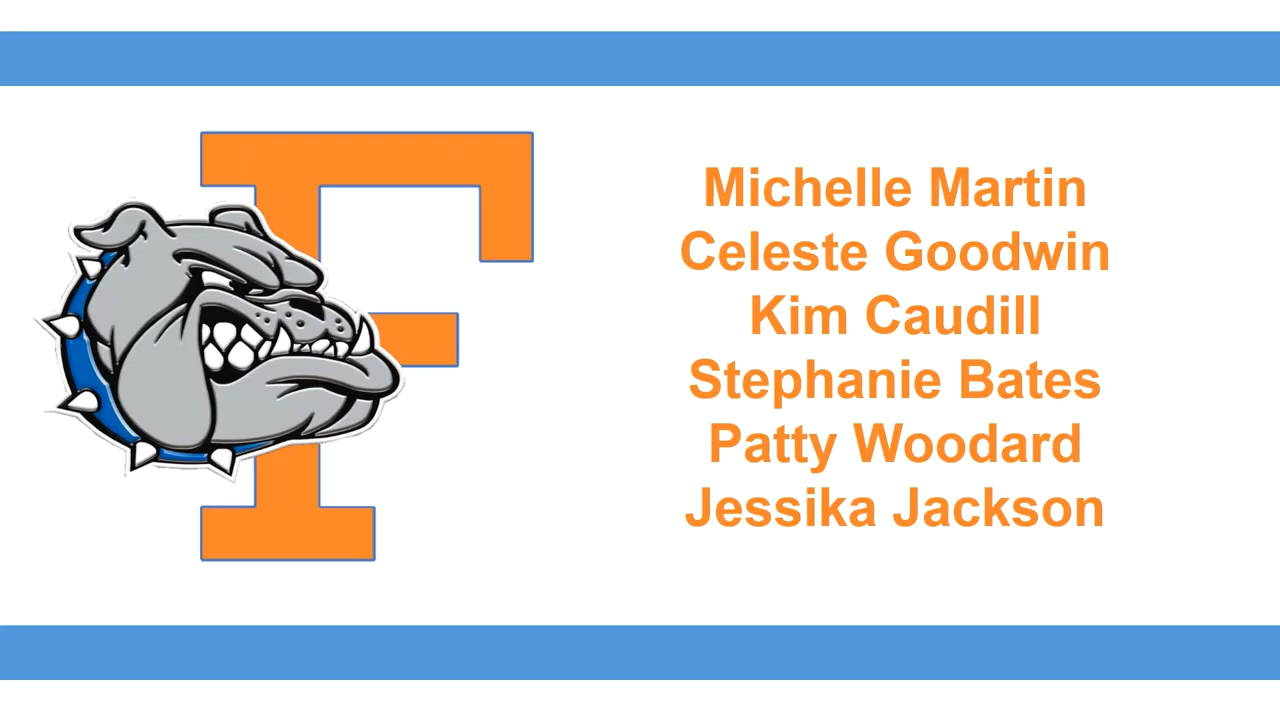 F
Michelle Martin
Celeste Goodwin
Kim Caudill
Stephanie Bates
Patty Woodard
Jessika Jackson